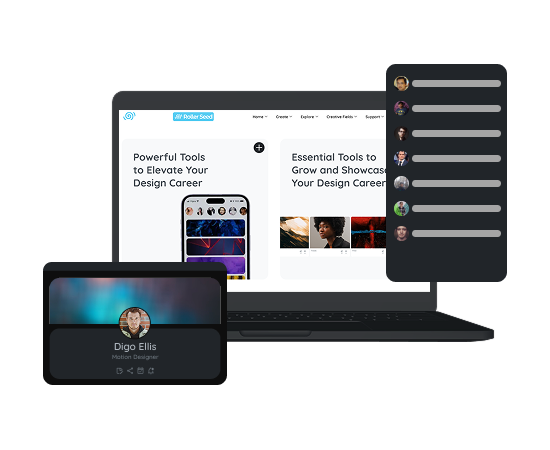 Roller Seed
Home Create Explore Creative Fields Support
Powerful Tools
to Elevate Your
Design Career
Essential Tools to
Grow and Showcase
Your Design Career
Digo Ellis
Motion Designer